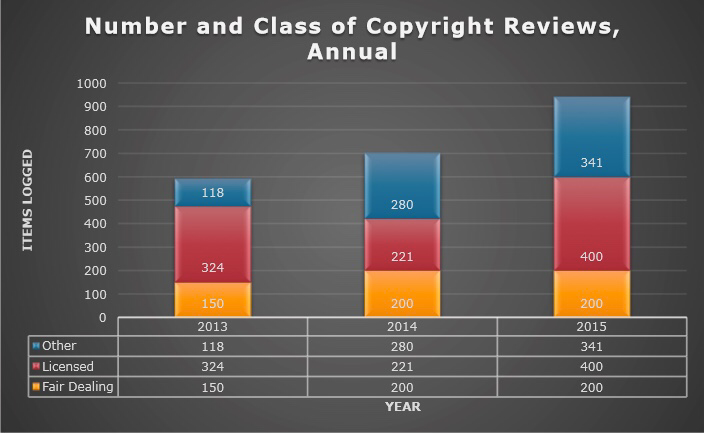 Number and Class of Copyright Reviews,
Annual
ITEMS LOGGED
1000
900
800
700
600
500
400
300
200
100
0
118
324
150
280
221
200
341
400
200
2013 2014 2015
Other 118 280 341
Licensed 324 221 400
Fair Dealing 150 200 200
YEAR